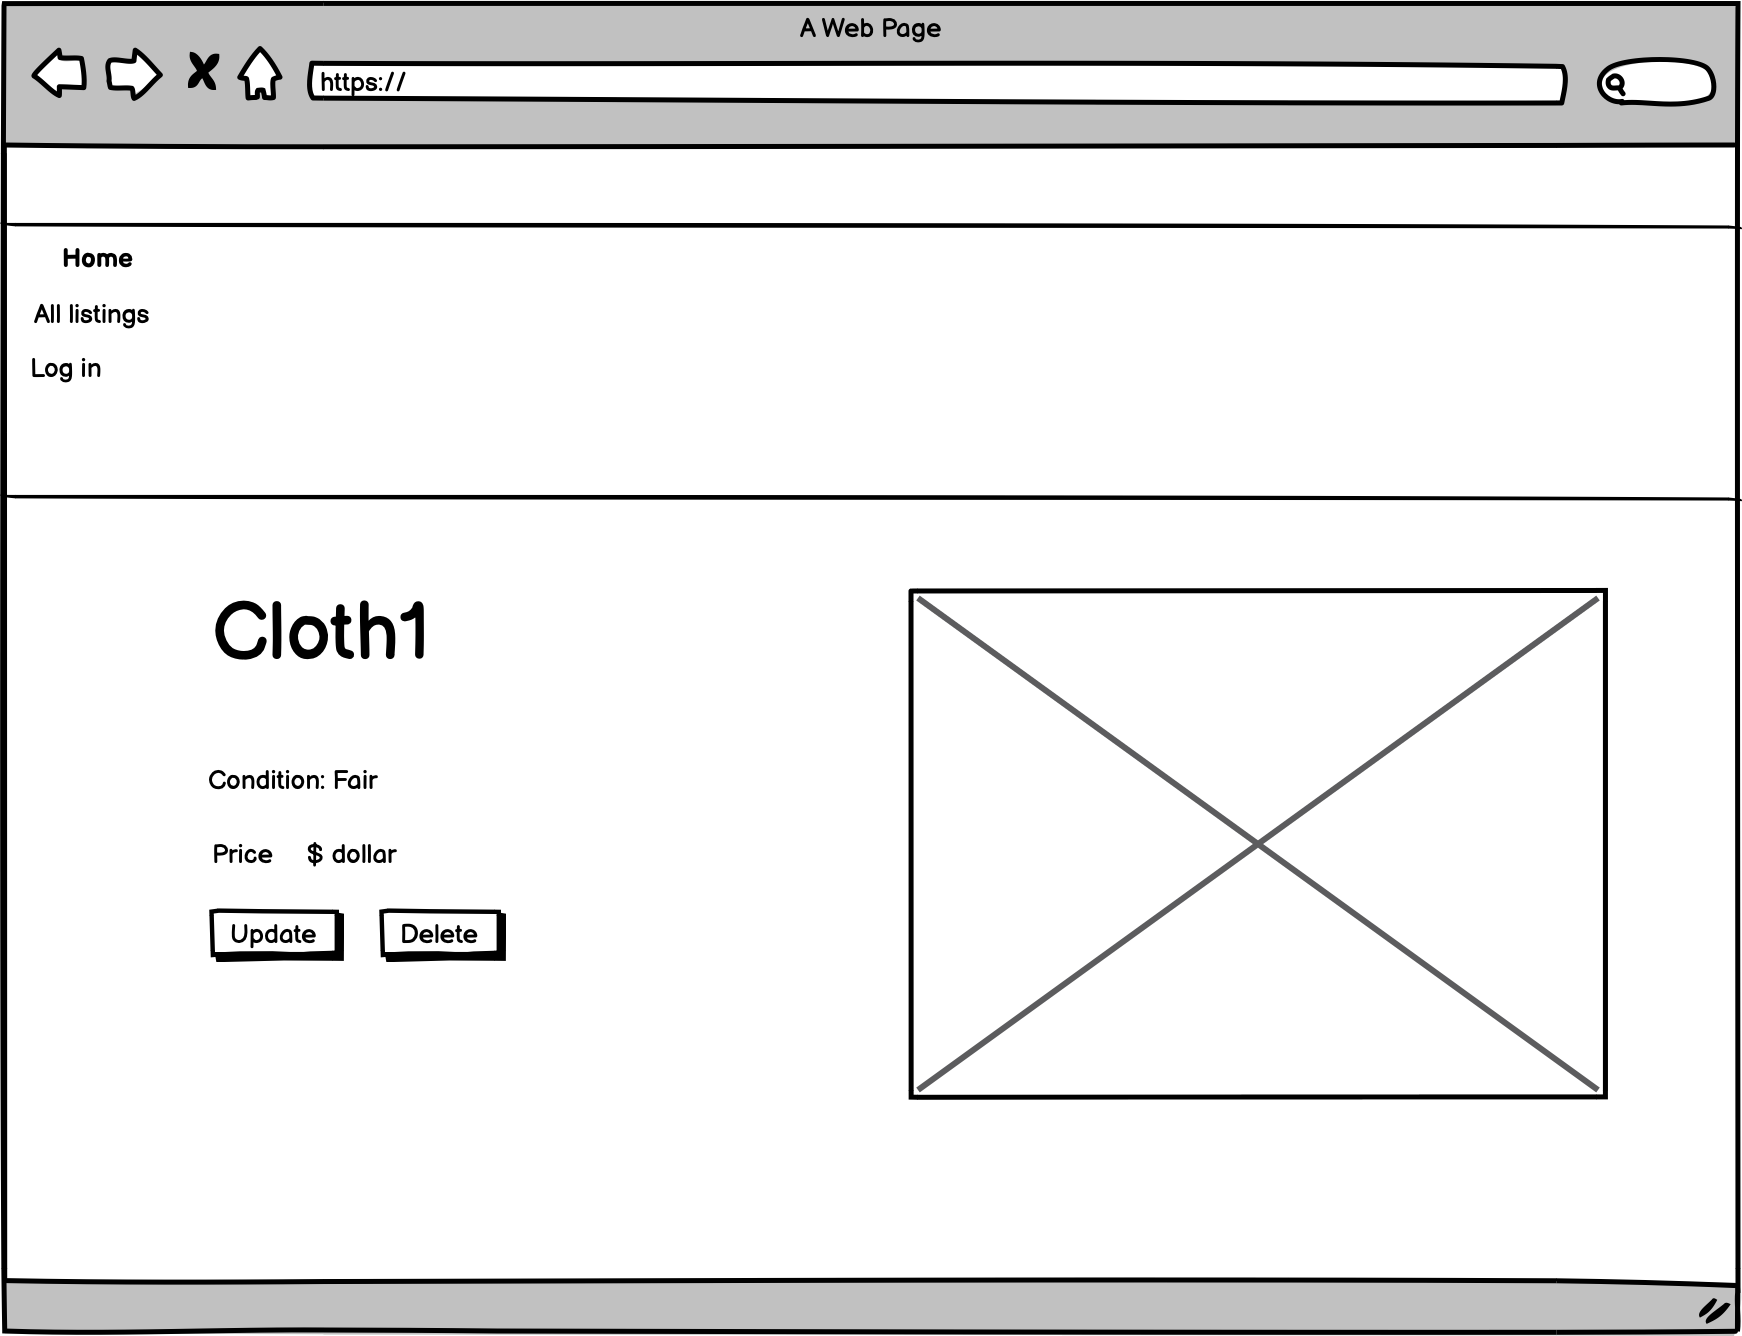 A Web Page
https://
Home
All listings
Log in
Cloth1
Condition: Fair
Price $ dollar
Update Delete